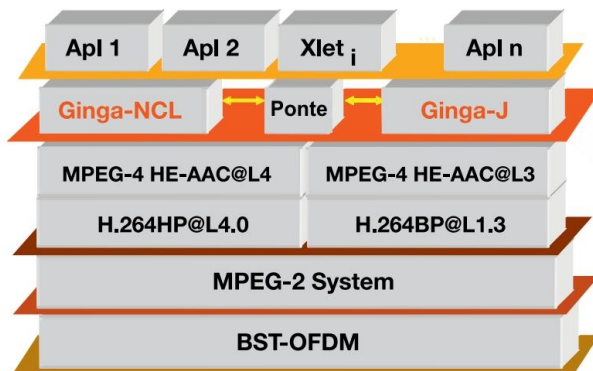 Apl 1 Apl 2 Xlet i ... Apl n
Ginga-NCL Ponte Ginga-J
MPEG-4 HE-AAC@L4 MPEG-4 HE-AAC@L3
H.264HP@L4.0 H.264BP@L1.3
MPEG-2 System
BST-OFDM